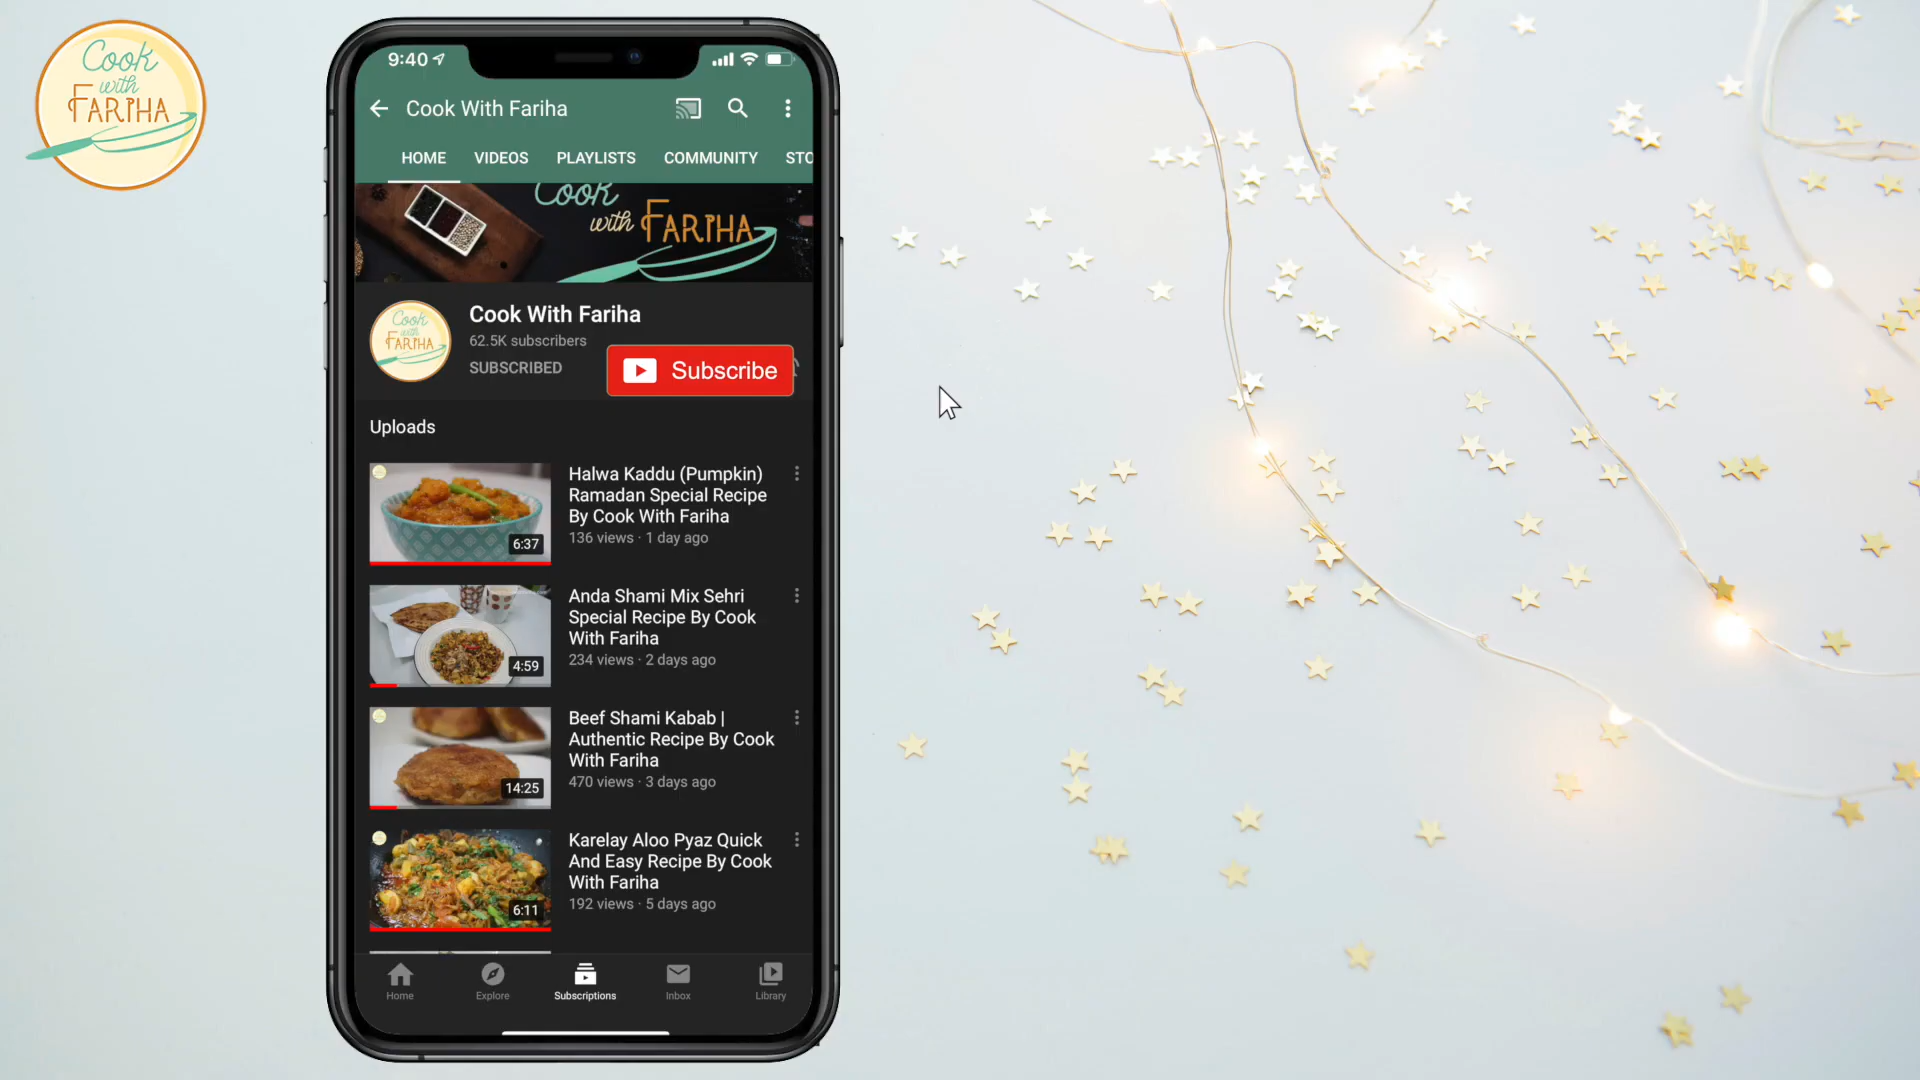 Cook
with
FARIHA
9:40
Cook With Fariha
HOME VIDEOS PLAYLISTS COMMUNITY STO
Cook
with FARIHA
Cook
with
FARIHA
Cook With Fariha
62.5K subscribers
SUBSCRIBED
Subscribe
Uploads
6:37
Halwa Kaddu (Pumpkin)
Ramadan Special Recipe
By Cook With Fariha
136 views · 1 day ago
4:59
Anda Shami Mix Sehri
Special Recipe By Cook
With Fariha
234 views · 2 days ago
14:25
Beef Shami Kabab |
Authentic Recipe By Cook
With Fariha
470 views · 3 days ago
6:11
Karelay Aloo Pyaz Quick
And Easy Recipe By Cook
With Fariha
192 views · 5 days ago
Home Explore Subscriptions Inbox Library